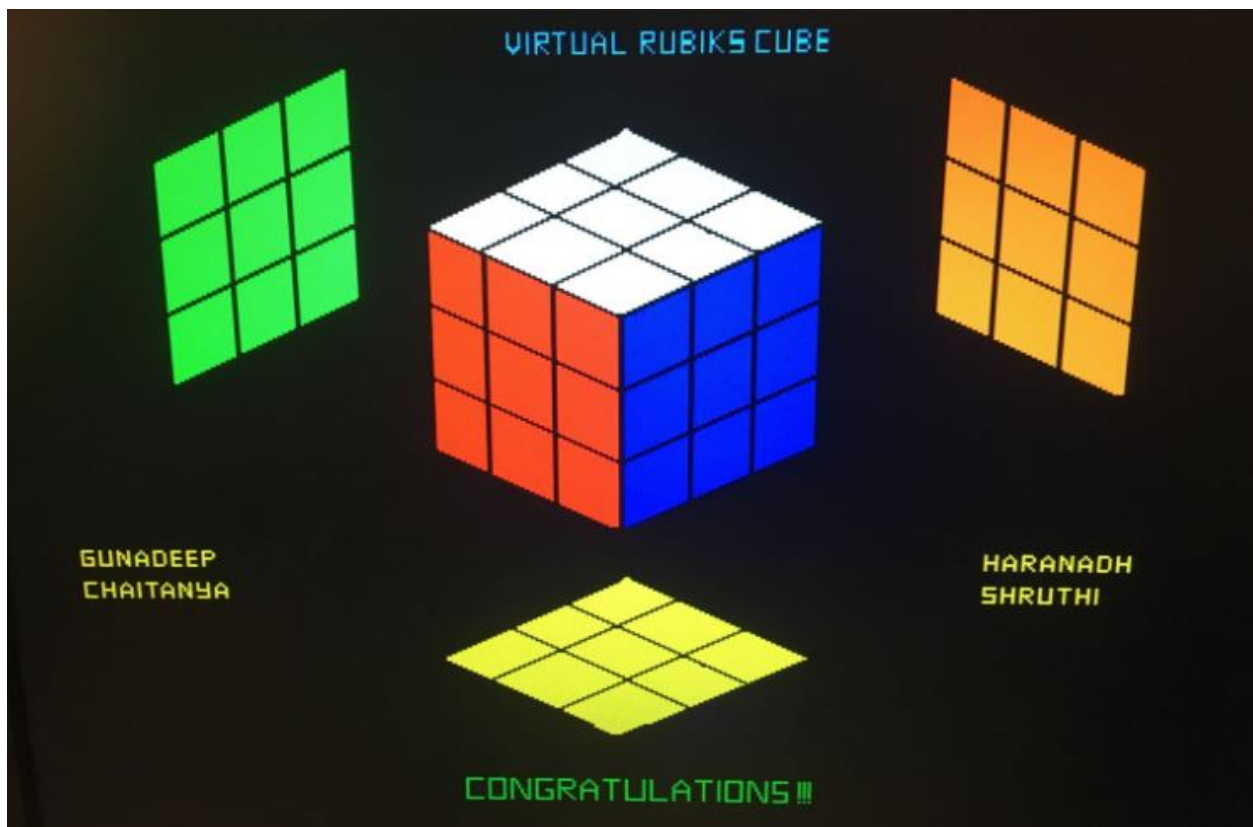 VIRTUAL RUBIKS CUBE
GUNADEEP
CHAITANYA
HARANADH
SHRUTHI
CONGRATULATIONS!!!